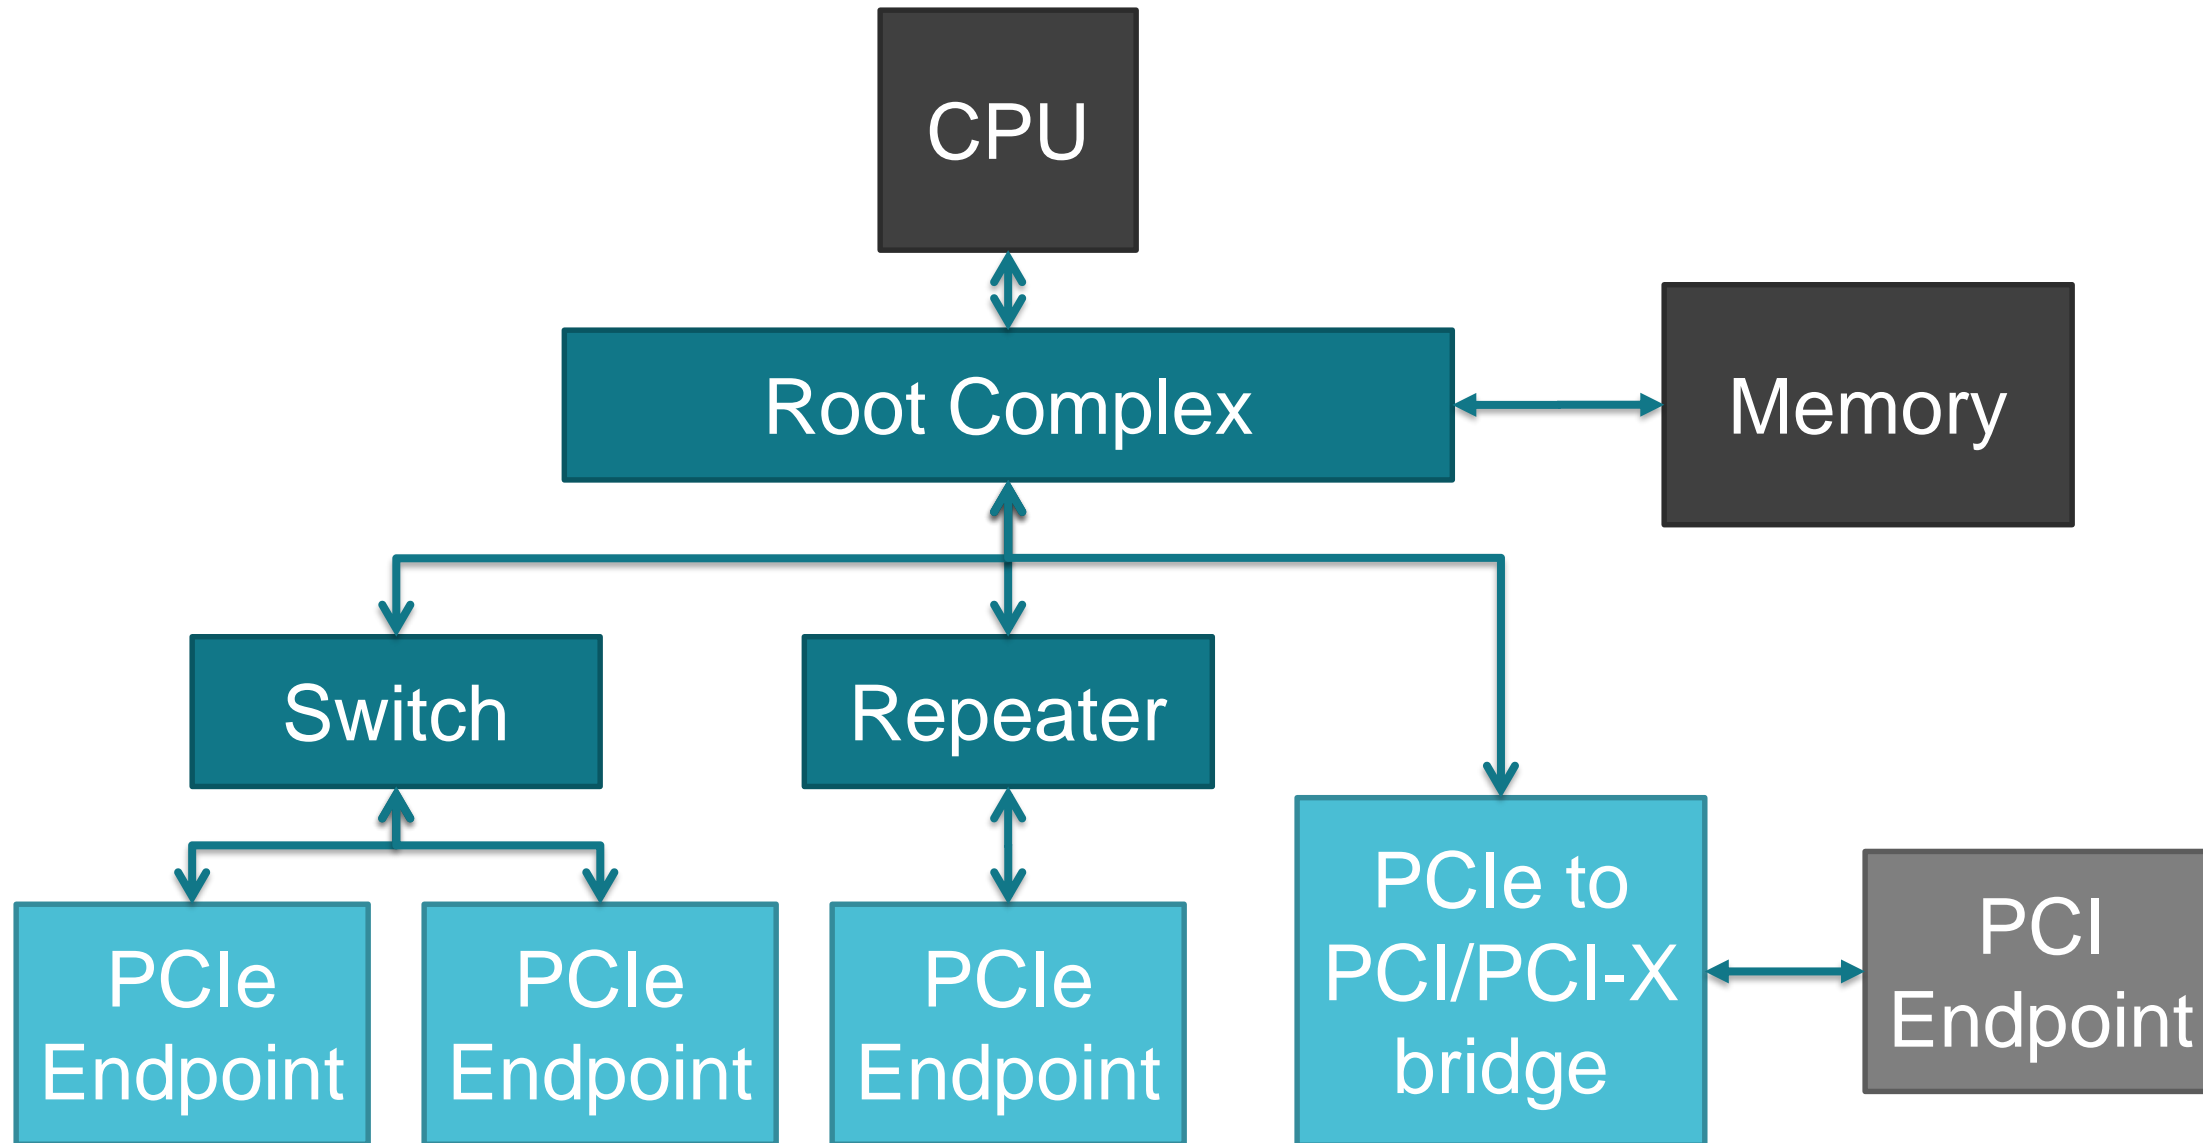 CPU
Root Complex
Memory
Switch
Repeater
PCIe
Endpoint
PCIe
Endpoint
PCIe
Endpoint
PCIe to
PCI/PCI-X
bridge
PCI
Endpoint